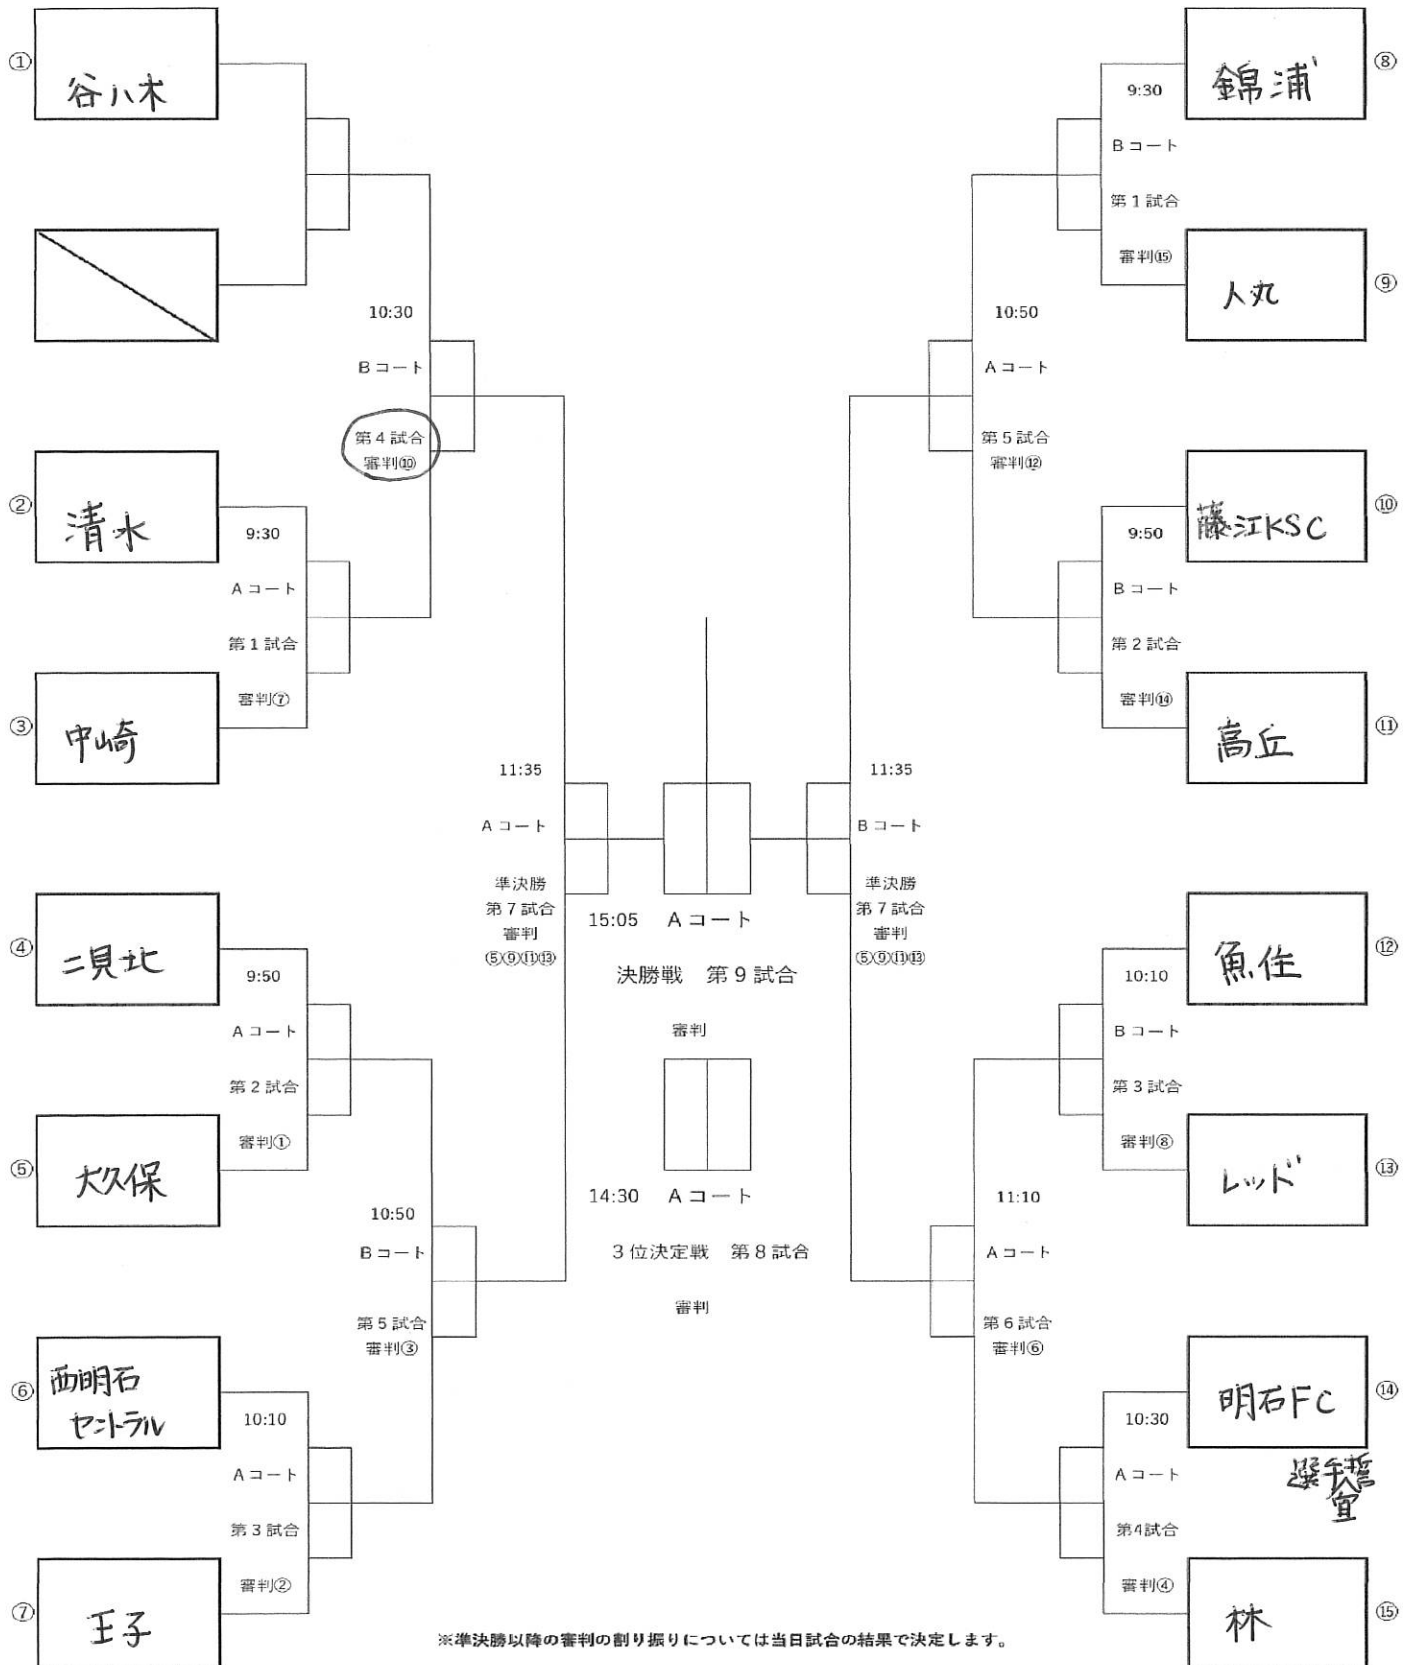 ①
谷八木
10:30
Bコート
第4試合
審判⑩
②
清水
9:30
Aコート
第1試合
審判⑦
③
中崎
④
二見北
9:50
Aコート
第2試合
審判①
⑤
大久保
10:50
Bコート
第5試合
審判③
⑥
西明石
セントラル
10:10
Aコート
第3試合
審判②
⑦
王子
11:35
Aコート
準決勝
第7試合
審判
⑤⑨⑪⑬
15:05 Aコート
決勝戦 第9試合
審判
14:30 Aコート
3位決定戦 第8試合
審判
11:35
Bコート
準決勝
第7試合
審判
⑤⑨⑪⑬
⑧
錦浦
9:30
Bコート
第1試合
審判⑮
⑨
人丸
10:50
Aコート
第5試合
審判⑫
⑩
藤江KSC
9:50
Bコート
第2試合
審判⑭
⑪
高丘
⑫
魚住
10:10
Bコート
第3試合
審判⑧
⑬
レッド
11:10
Aコート
第6試合
審判⑥
⑭
明石FC
選手宣誓
10:30
Aコート
第4試合
審判④
⑮
林
※準決勝以降の審判の割り振りについては当日試合の結果で決定します。